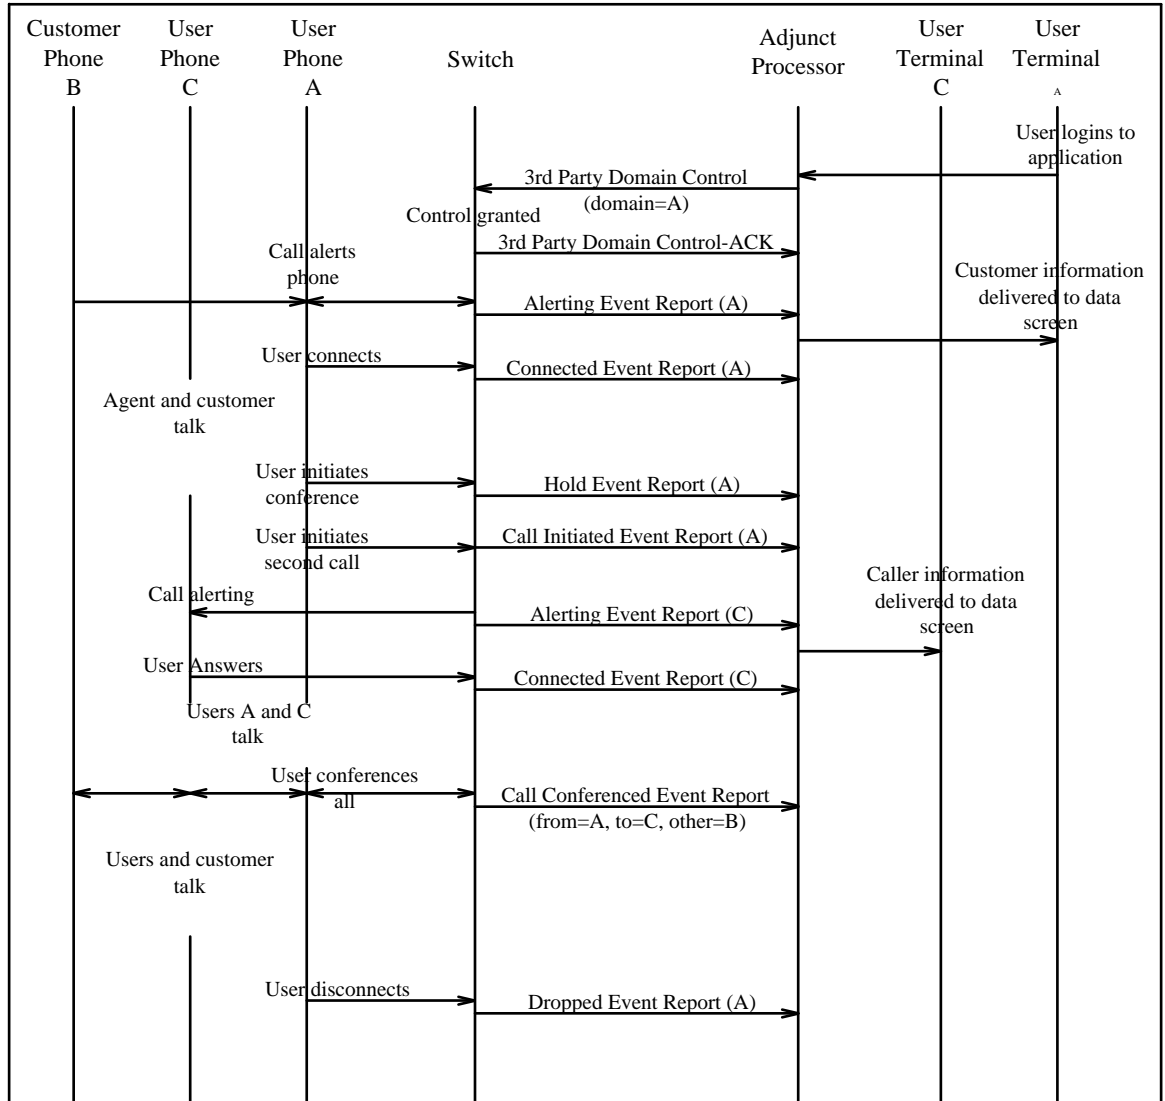 Customer
Phone
B
User
Phone
C
User
Phone
A
Switch
Adjunct
Processor
User
Terminal
C
User
Terminal
A
User logins to
application
3rd Party Domain Control
(domain=A)
Control granted
3rd Party Domain Control-ACK
Call alerts
phone
Customer information
delivered to data
screen
Alerting Event Report (A)
User connects
Connected Event Report (A)
Agent and customer
talk
User initiates
conference
Hold Event Report (A)
User initiates
second call
Call Initiated Event Report (A)
Caller information
delivered to data
screen
Call alerting
Alerting Event Report (C)
User Answers
Connected Event Report (C)
Users A and C
talk
User conferences
all
Call Conferenced Event Report
(from=A, to=C, other=B)
Users and customer
talk
User disconnects
Dropped Event Report (A)